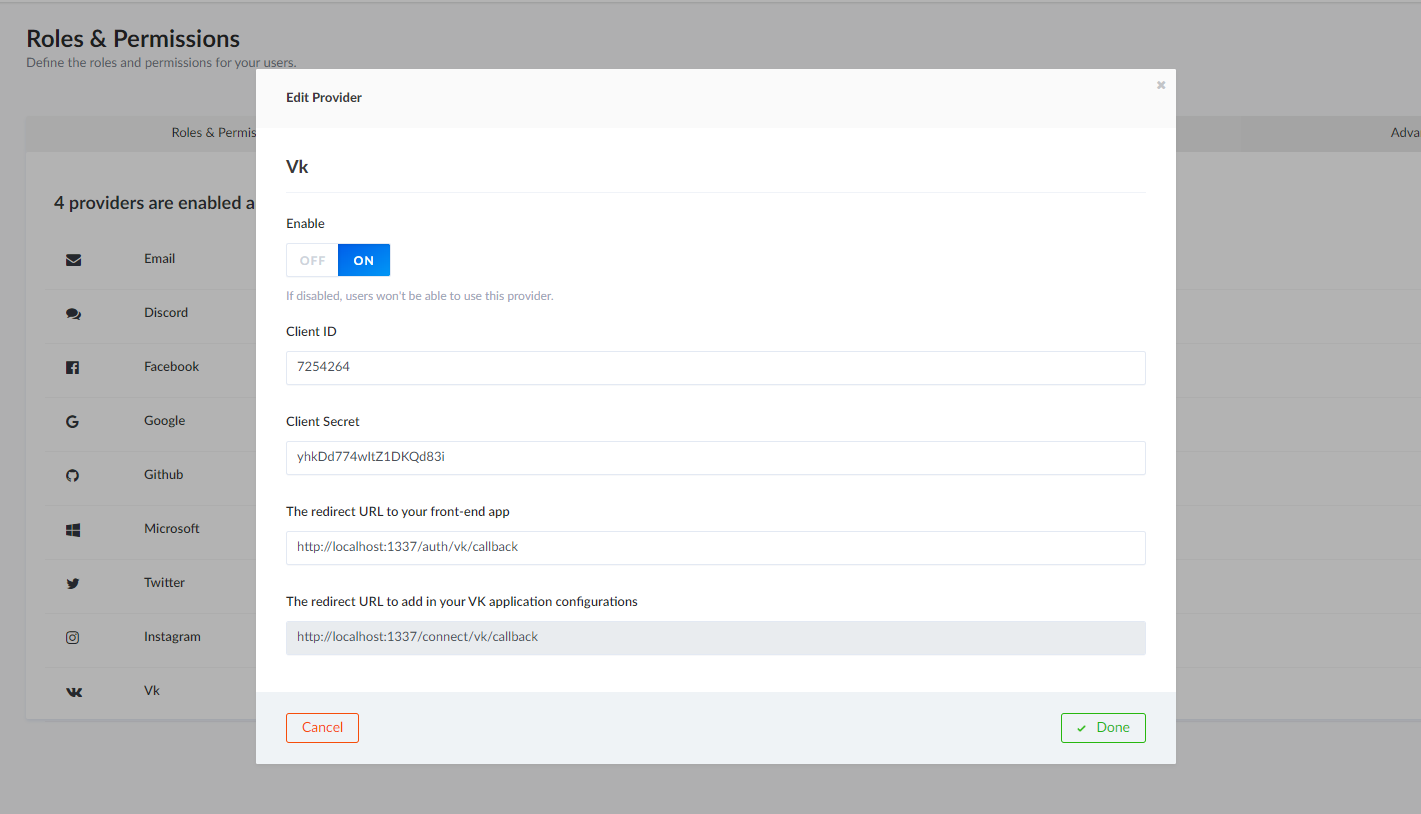 Roles & Permissions
Define the roles and permissions for your users.
Edit Provider
Roles & Permis
Adva
Vk
4 providers are enabled a
Enable
OFF ON
If disabled, users won't be able to use this provider.
Client ID
7254264
Client Secret
yhkDd774wItZ1DKQd83i
The redirect URL to your front-end app
http://localhost:1337/auth/vk/callback
The redirect URL to add in your VK application configurations
http://localhost:1337/connect/vk/callback
Cancel
Done
Email
Discord
Facebook
Google
Github
Microsoft
Twitter
Instagram
Vk